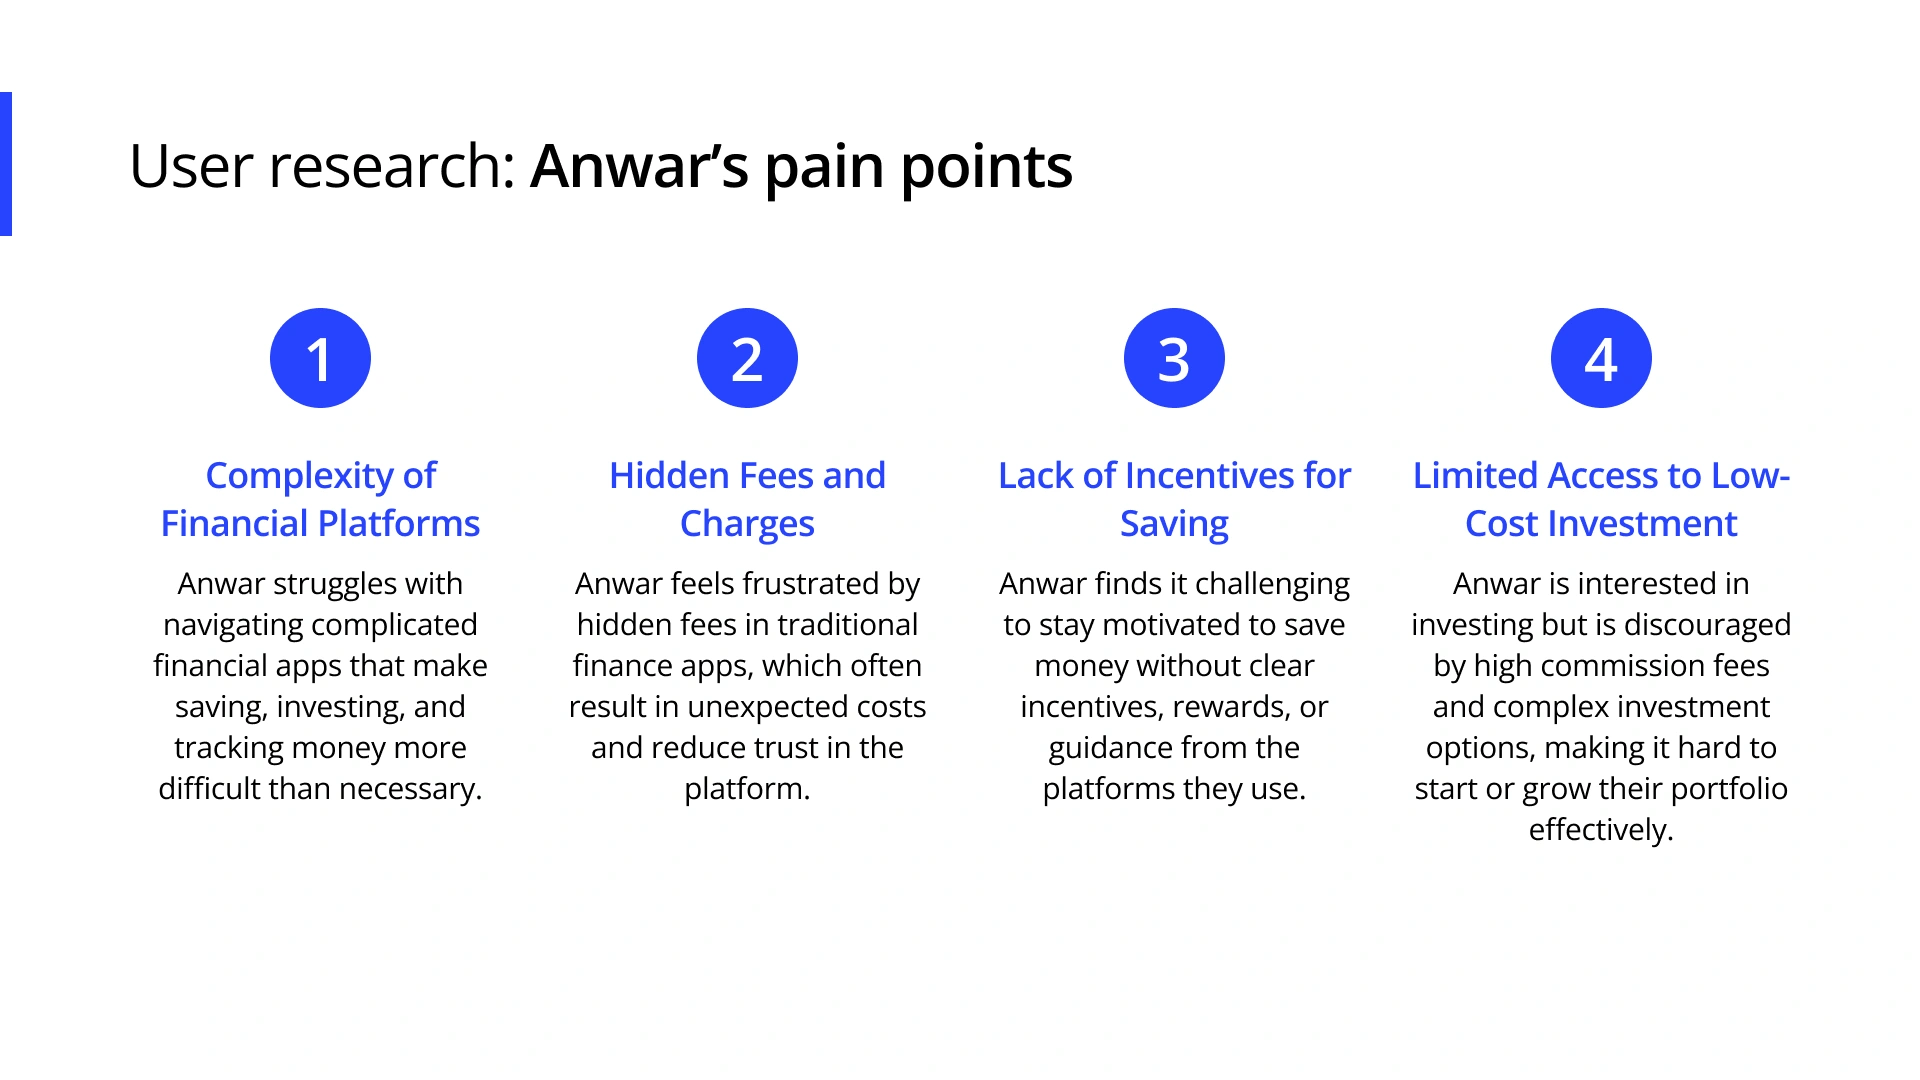 User research: Anwar’s pain points
1
Complexity of
Financial Platforms
Anwar struggles with
navigating complicated
financial apps that make
saving, investing, and
tracking money more
difficult than necessary.
2
Hidden Fees and
Charges
Anwar feels frustrated by
hidden fees in traditional
finance apps, which often
result in unexpected costs
and reduce trust in the
platform.
3
Lack of Incentives for
Saving
Anwar finds it challenging
to stay motivated to save
money without clear
incentives, rewards, or
guidance from the
platforms they use.
4
Limited Access to Low-
Cost Investment
Anwar is interested in
investing but is discouraged
by high commission fees
and complex investment
options, making it hard to
start or grow their portfolio
effectively.